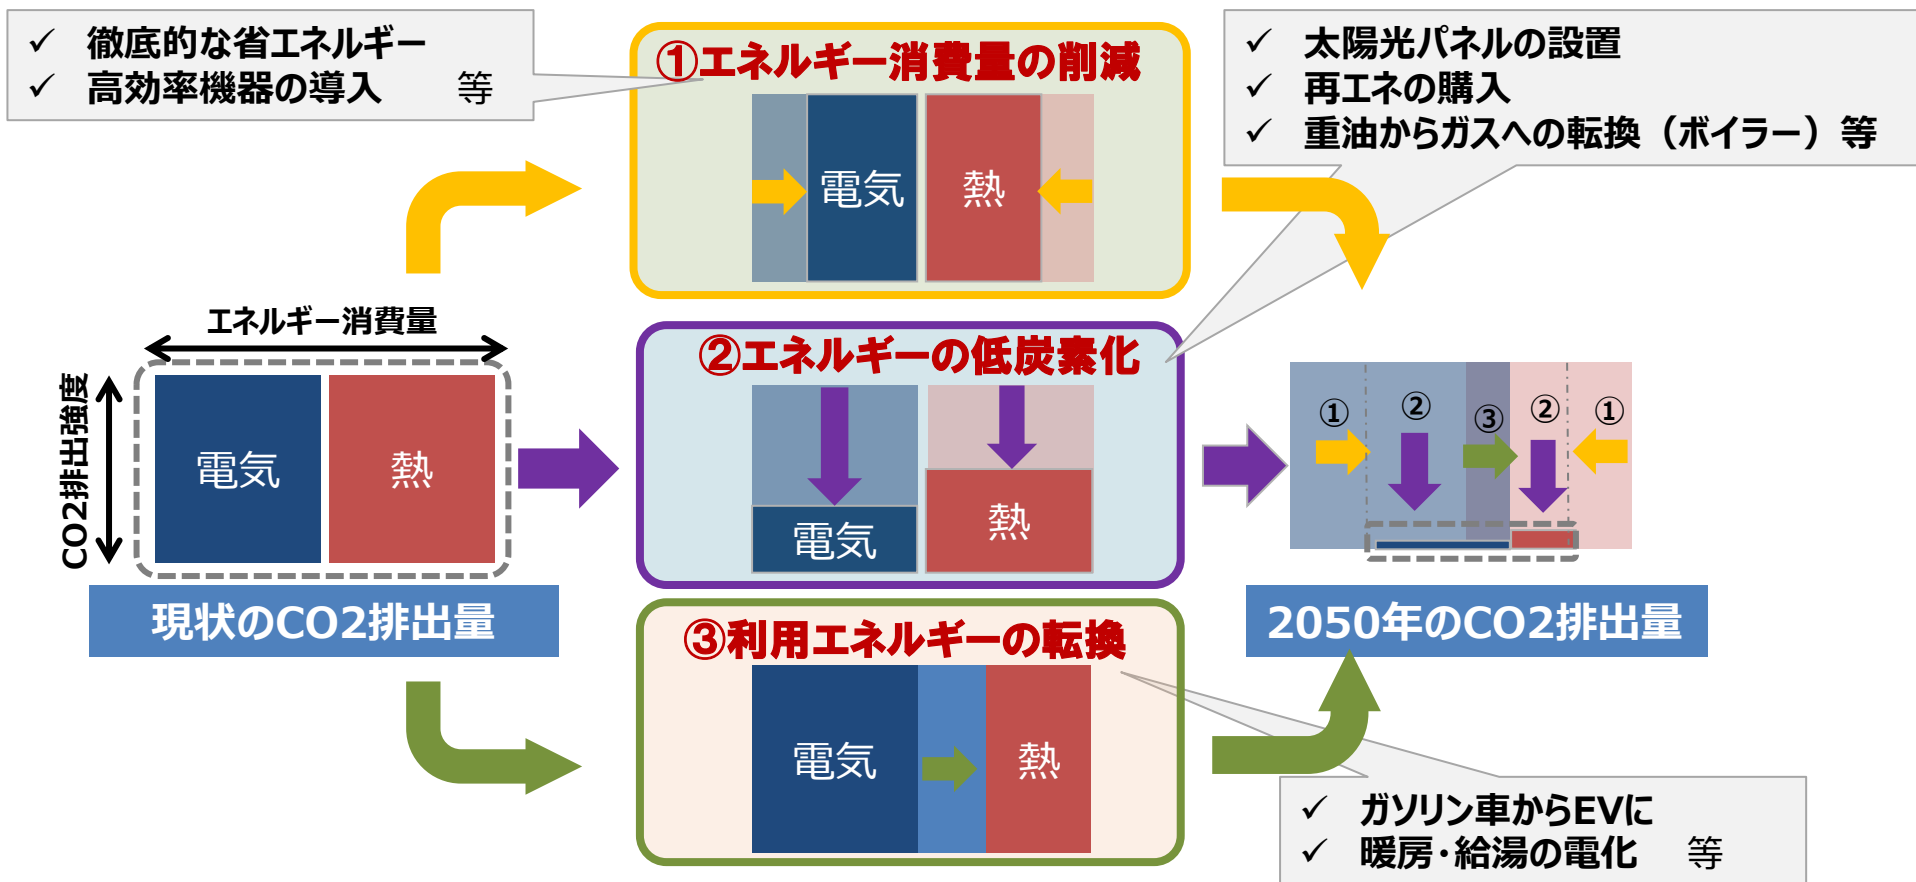 ✓ 徹底的な省エネルギー
✓ 高効率機器の導入 等
①エネルギー消費量の削減
電気 熱
✓ 太陽光パネルの設置
✓ 再エネの購入
✓ 重油からガスへの転換（ボイラー）等
エネルギー消費量
CO2排出強度
電気 熱
現状のCO2排出量
②エネルギーの低炭素化
電気 熱
① ② ③ ② ①
2050年のCO2排出量
③利用エネルギーの転換
電気 熱
✓ ガソリン車からEVに
✓ 暖房・給湯の電化 等